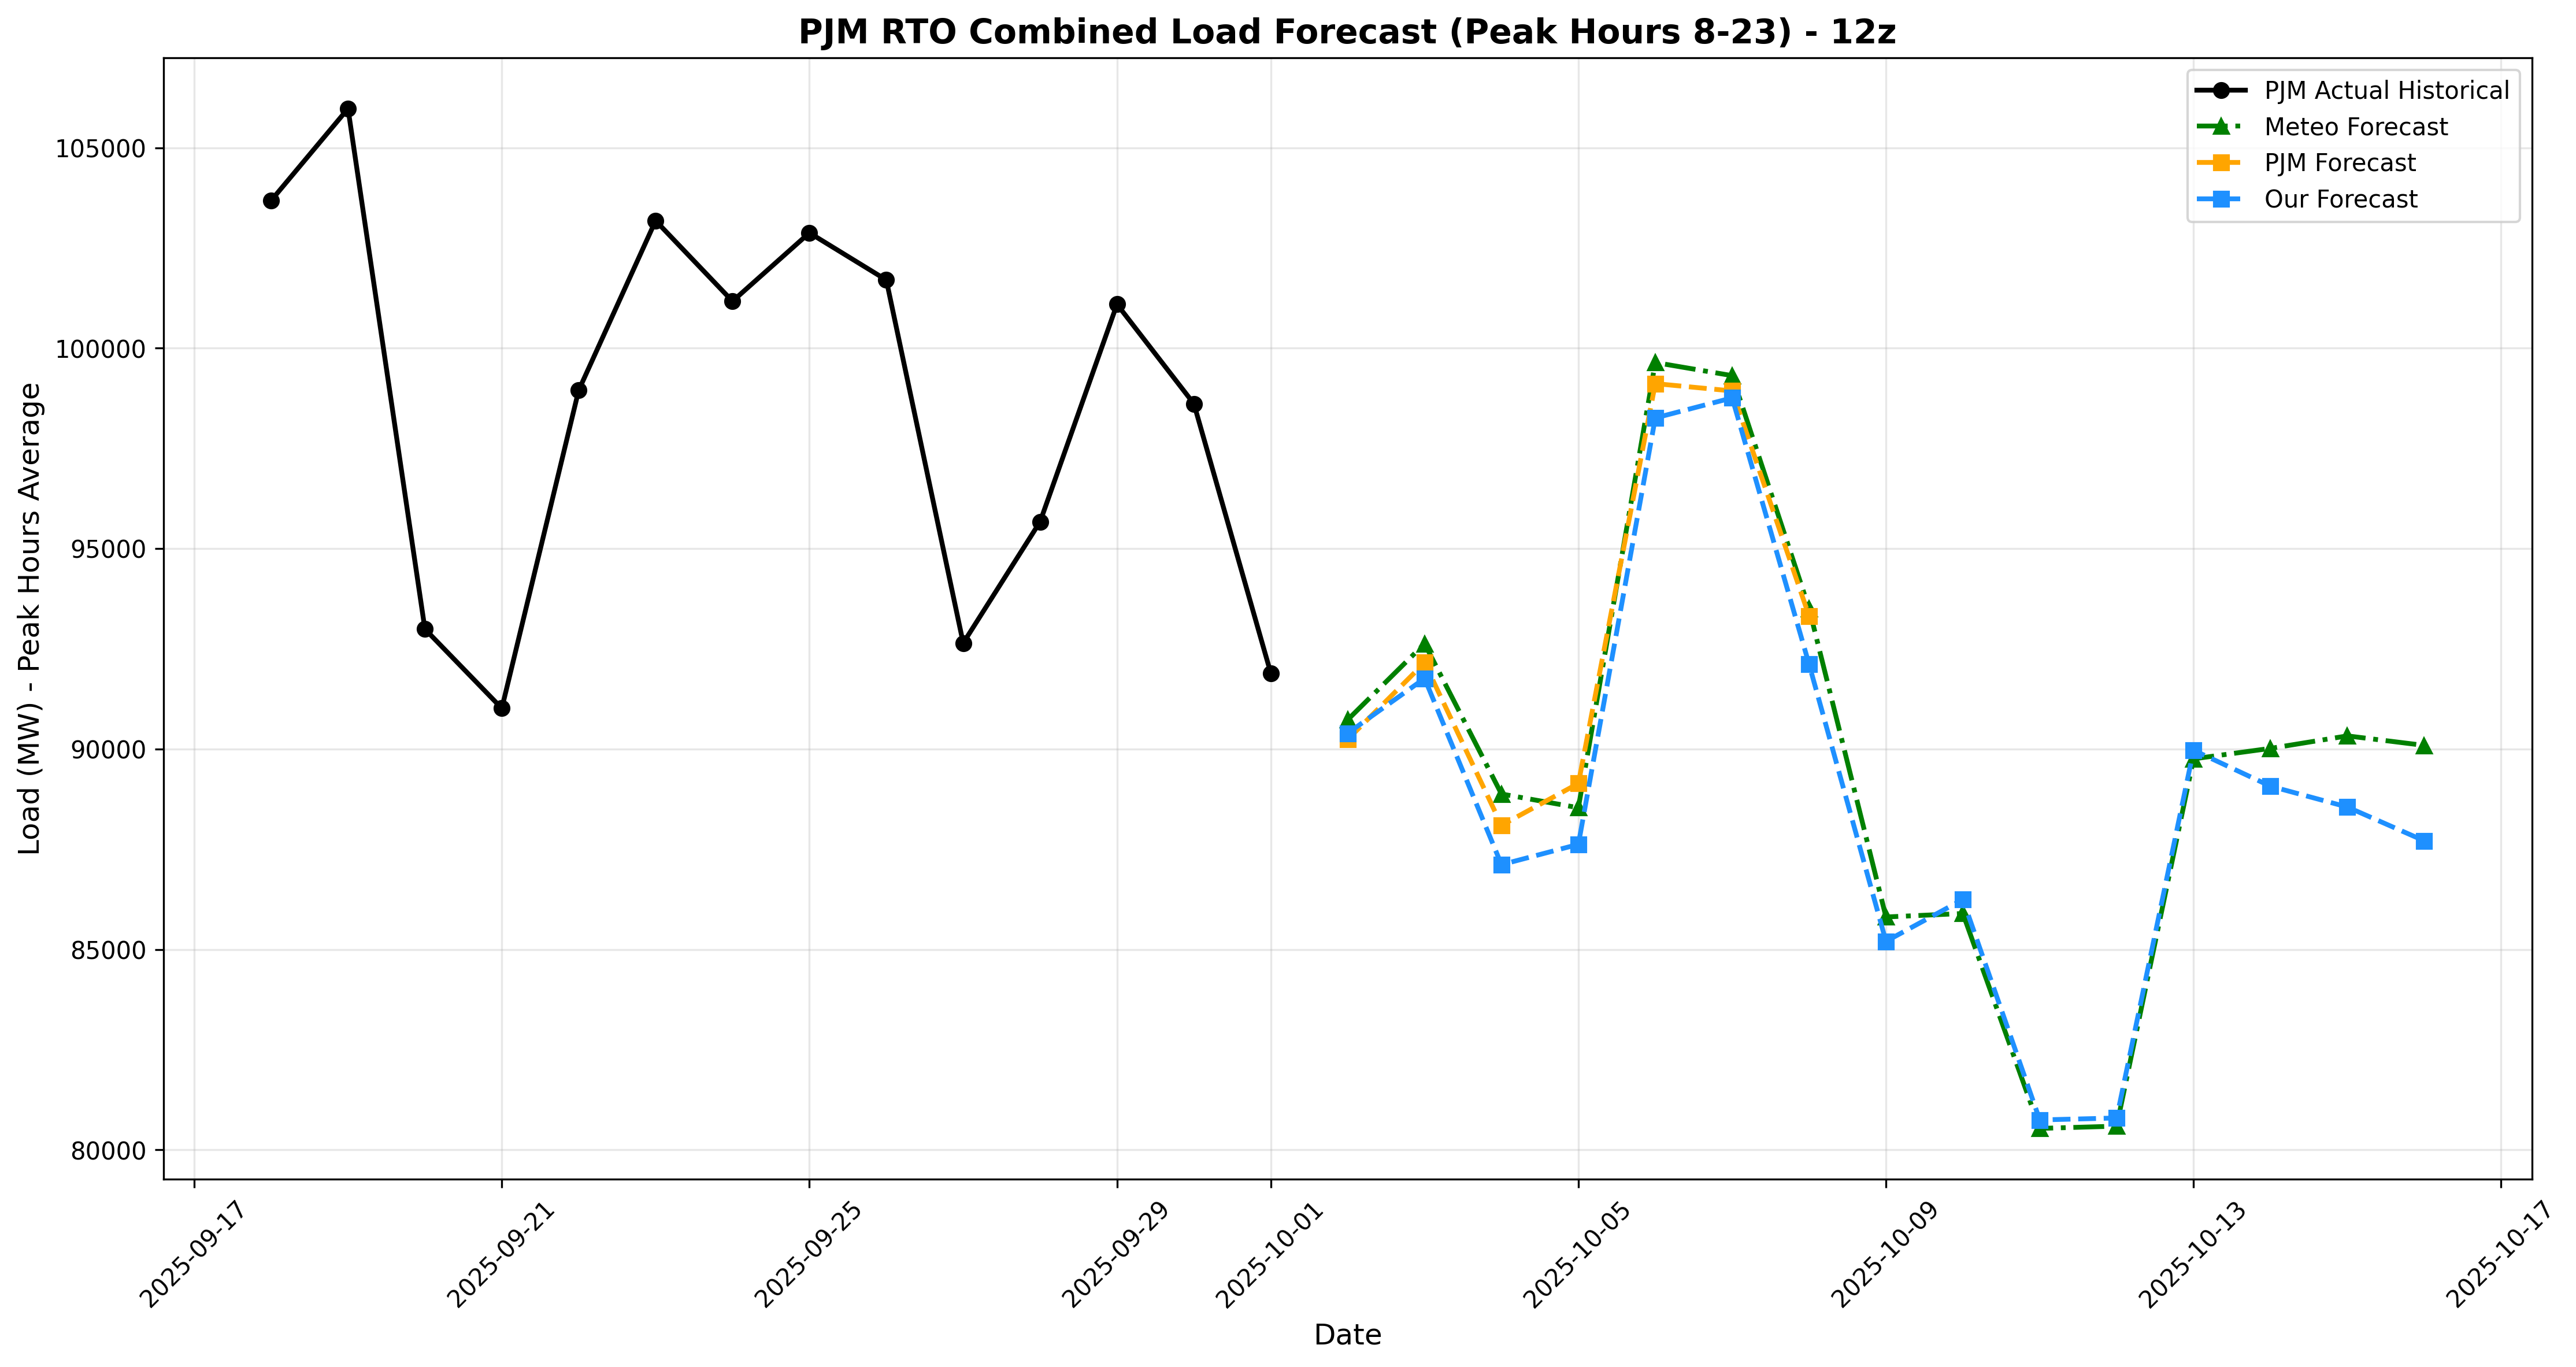 PJM RTO Combined Load Forecast (Peak Hours 8-23) - 12z
PJM Actual Historical
Meteo Forecast
PJM Forecast
Our Forecast
Load (MW) - Peak Hours Average
105000
100000
95000
90000
85000
80000
2025-09-17
2025-09-21
2025-09-25
2025-09-29
2025-10-01
2025-10-05
2025-10-09
2025-10-13
2025-10-17
Date